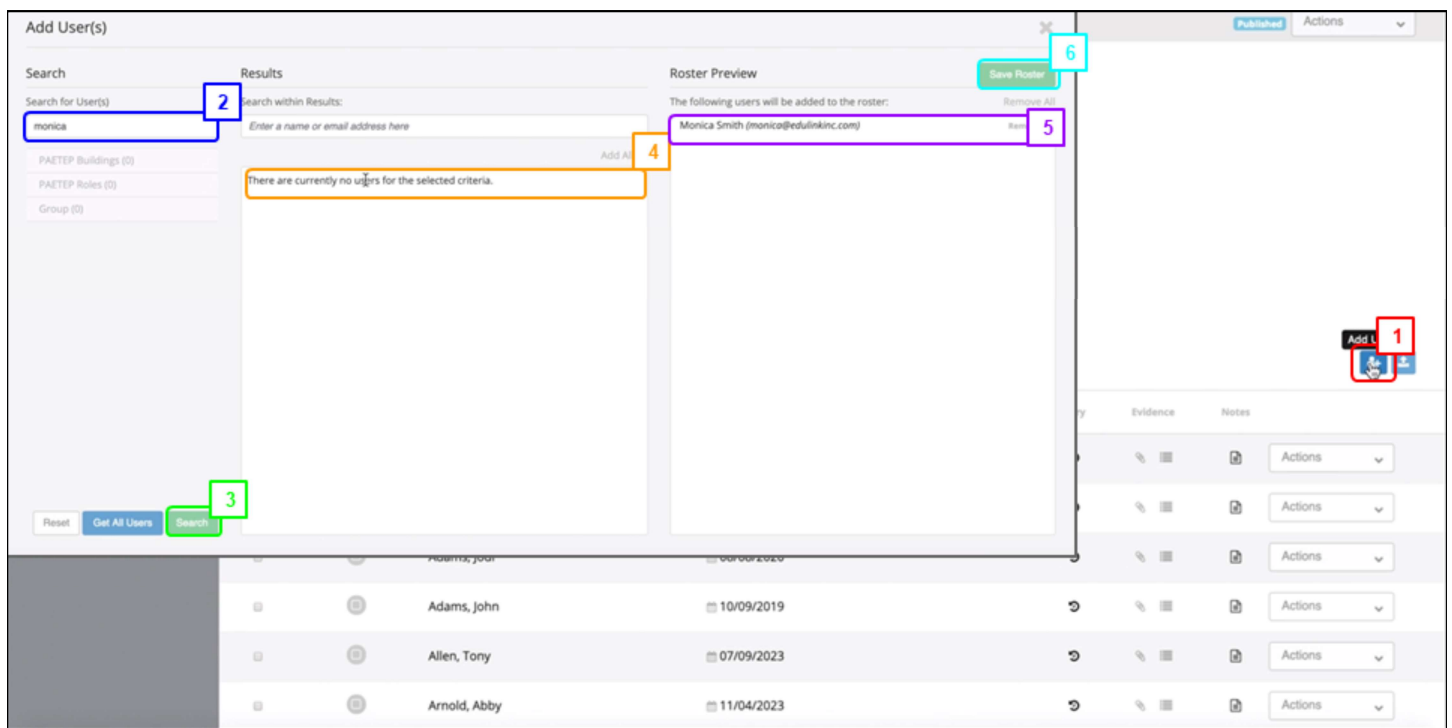 Add User(s)
Published
Actions
6
Search
Results
Roster Preview
Save Roster
Search for User(s)
2
Search within Results:
The following users will be added to the roster:
Remove All
monica
Enter a name or email address here
Monica Smith (monica@edulinkinc.com)
5
Add
4
PAETEP Buildings (0)
There are currently no users for the selected criteria.
PAETEP Roles (0)
Group (0)
Add
1
Evidence
Notes
Actions
3
Reset
Get All Users
Search
Actions
Actions
Adams, John
10/09/2019
Actions
Allen, Tony
07/09/2023
Actions
Arnold, Abby
11/04/2023
Actions